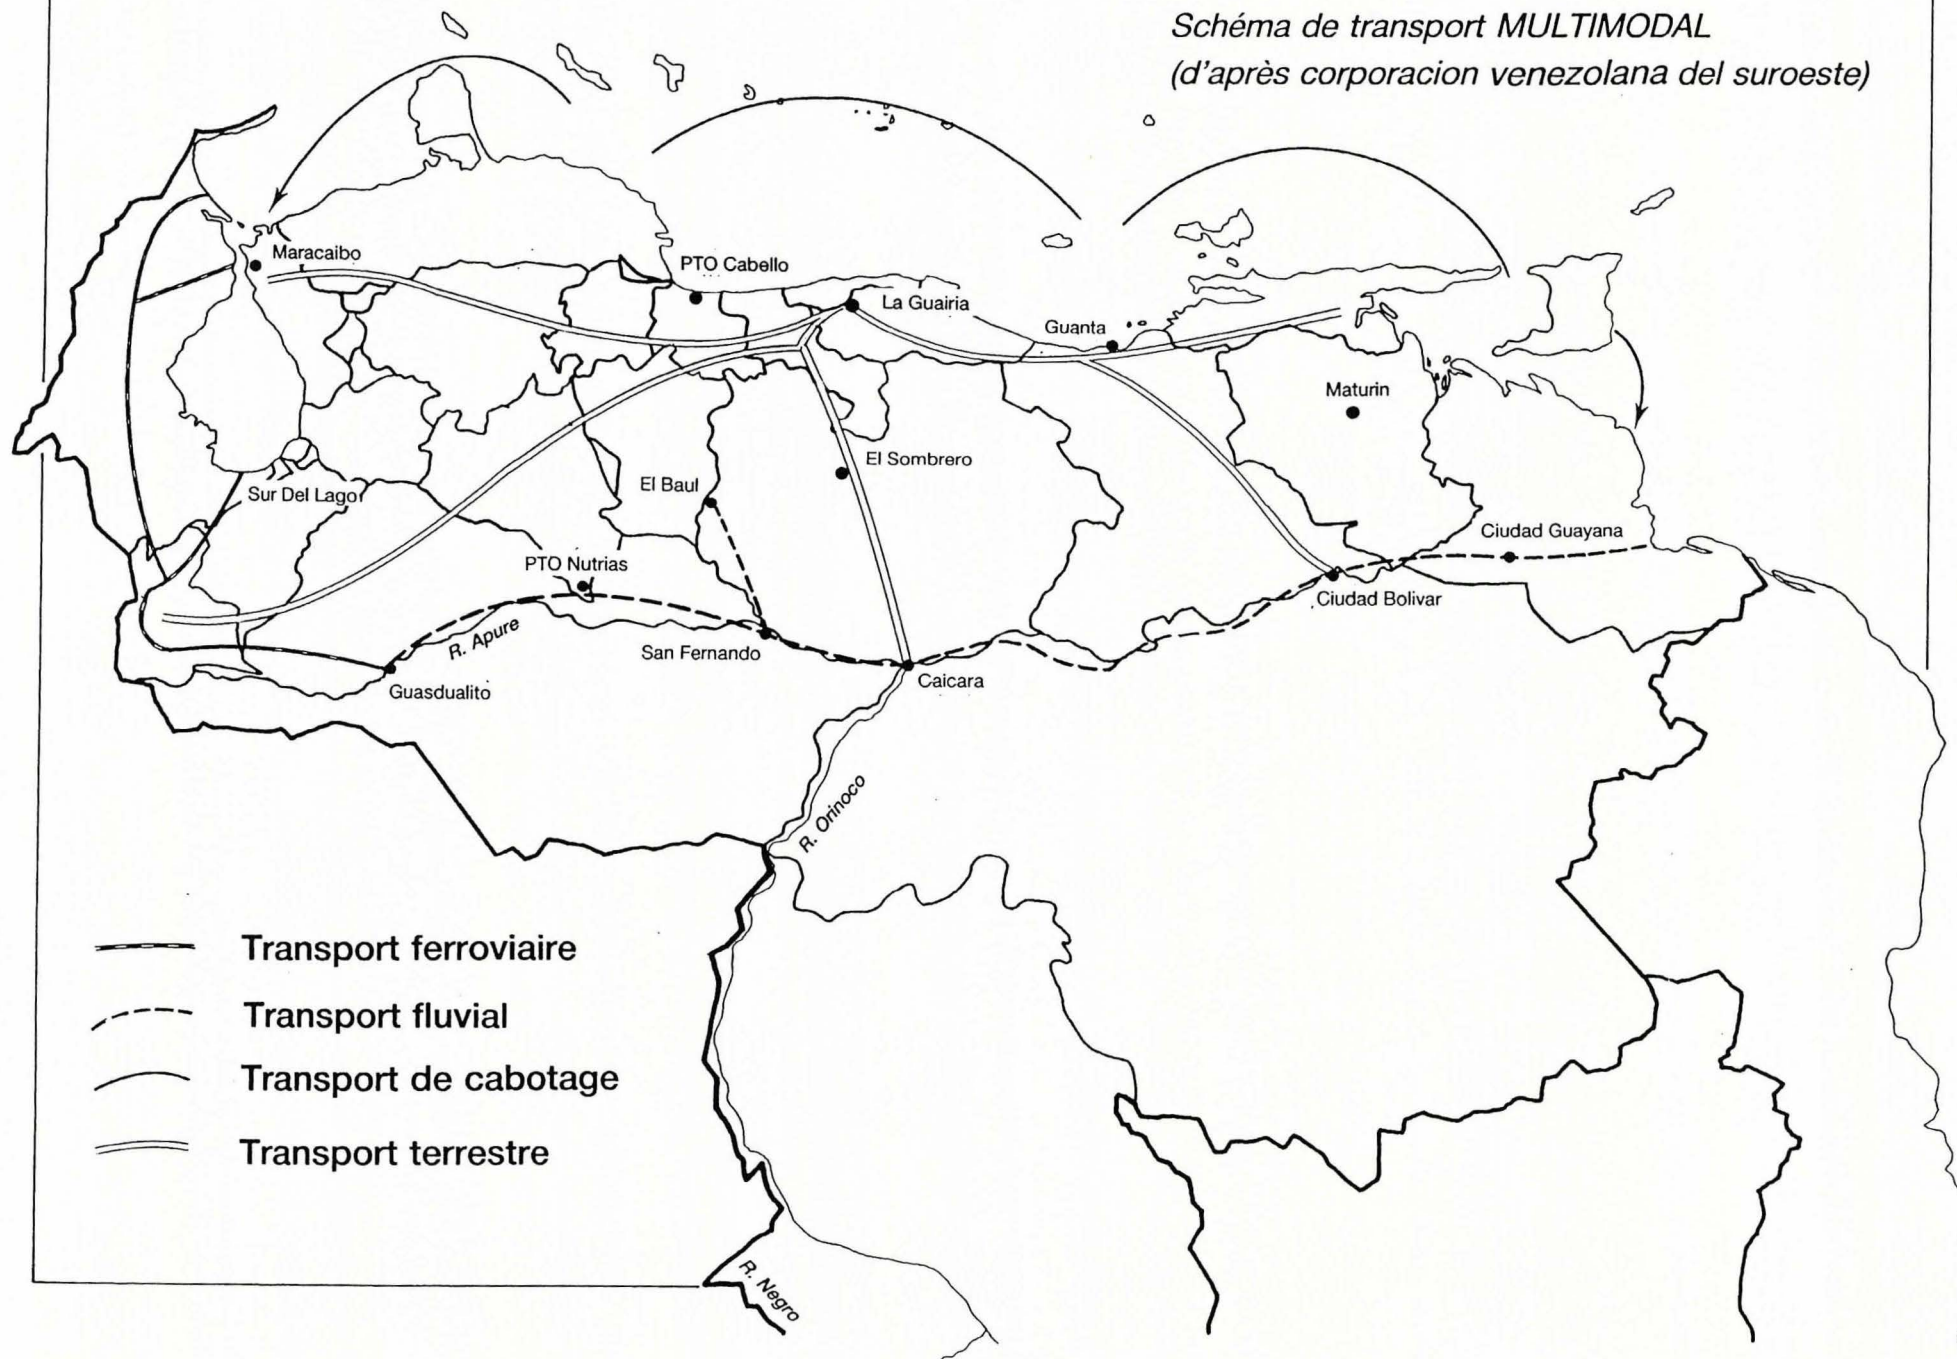 Schéma de transport MULTIMODAL
(d'après corporacion venezolana del suroeste)
Maracaibo
PTO Cabello
La Guairia
Guanta
Maturin
El Sombrero
El Baul
Sur Del Lago
Ciudad Guayana
PTO Nutrias
Ciudad Bolivar
R. Apure
San Fernando
Caicara
Guasdualito
R. Orinoco
Transport ferroviaire
Transport fluvial
Transport de cabotage
Transport terrestre
R. Negro